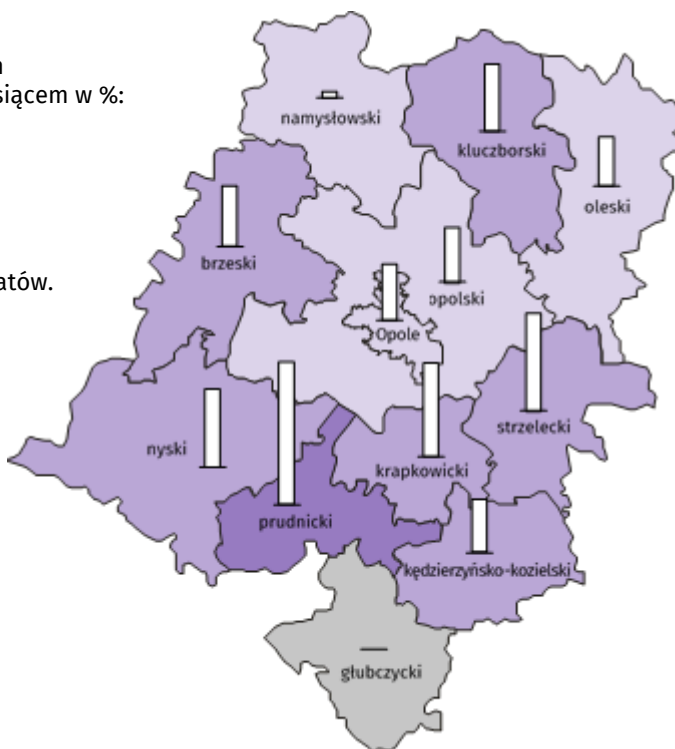 siącem w %:
atów.
namysłowski
kluczborski
oleski
brzeski
opolski
Opole
strzelecki
nyski
krapkowicki
prudnicki
kędzierzyńsko-kozielski
głubczycki